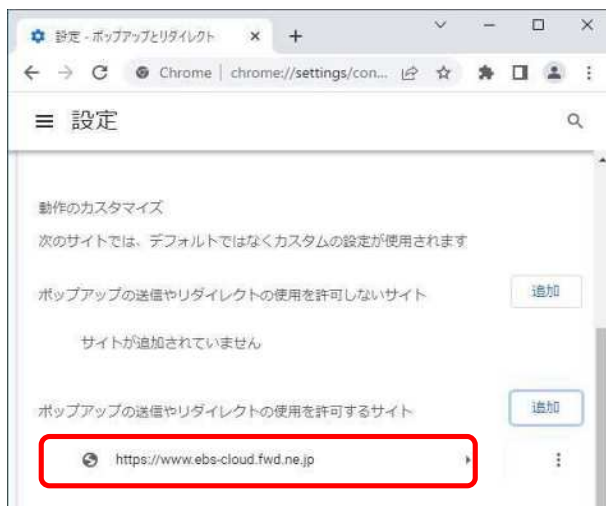 設定 - ポップアップとリダイレクト
Chrome | chrome://settings/con...
設定
動作のカスタマイズ
次のサイトでは、デフォルトではなくカスタムの設定が使用されます
ポップアップの送信やリダイレクトの使用を許可しないサイト
追加
サイトが追加されていません
ポップアップの送信やリダイレクトの使用を許可するサイト
追加
https://www.ebs-cloud.fwd.ne.jp